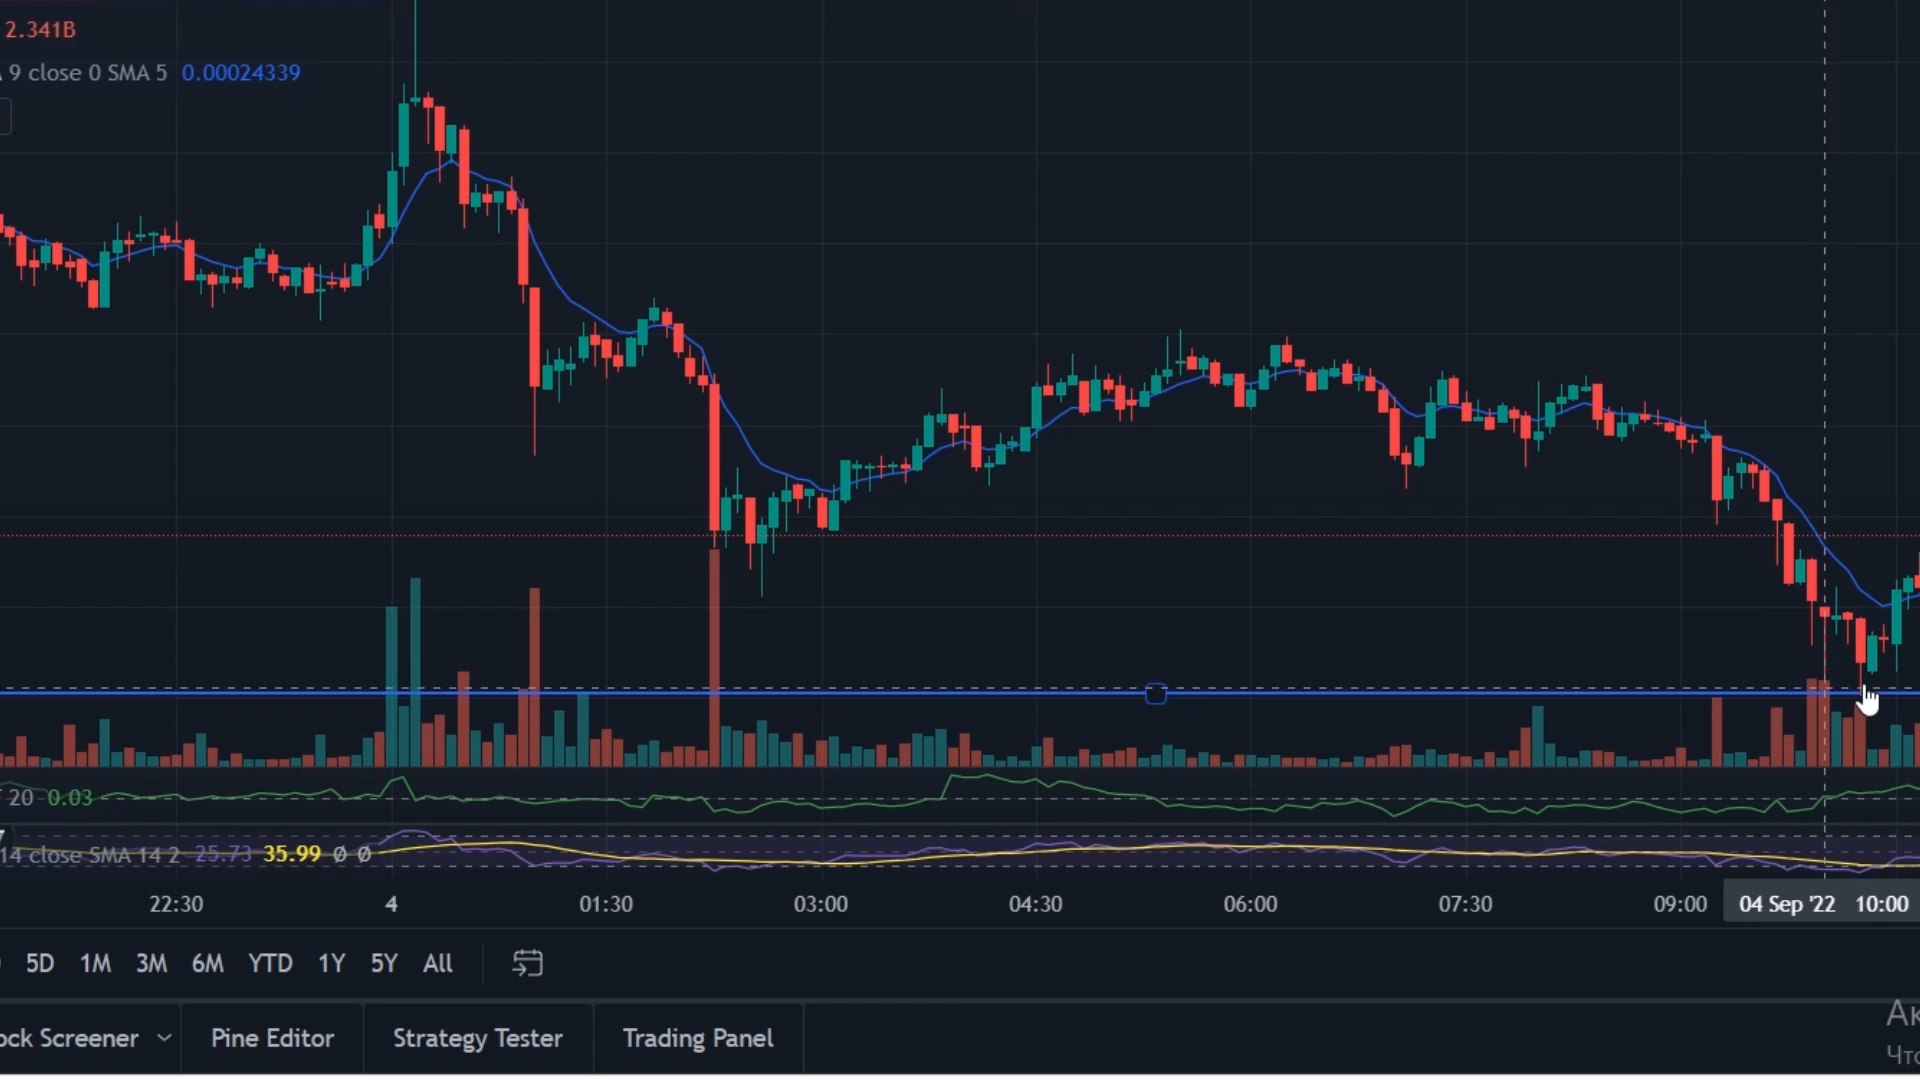 2.341B
9 close 0 SMA 5 0.00024339
20 0.03
14 close SMA 14 2 25.73 35.99 Ø Ø
22:30 4 01:30 03:00 04:30 06:00 07:30 09:00 04 Sep '22 10:00
5D 1M 3M 6M YTD 1Y 5Y All
ock Screener Pine Editor Strategy Tester Trading Panel
Ак
Что